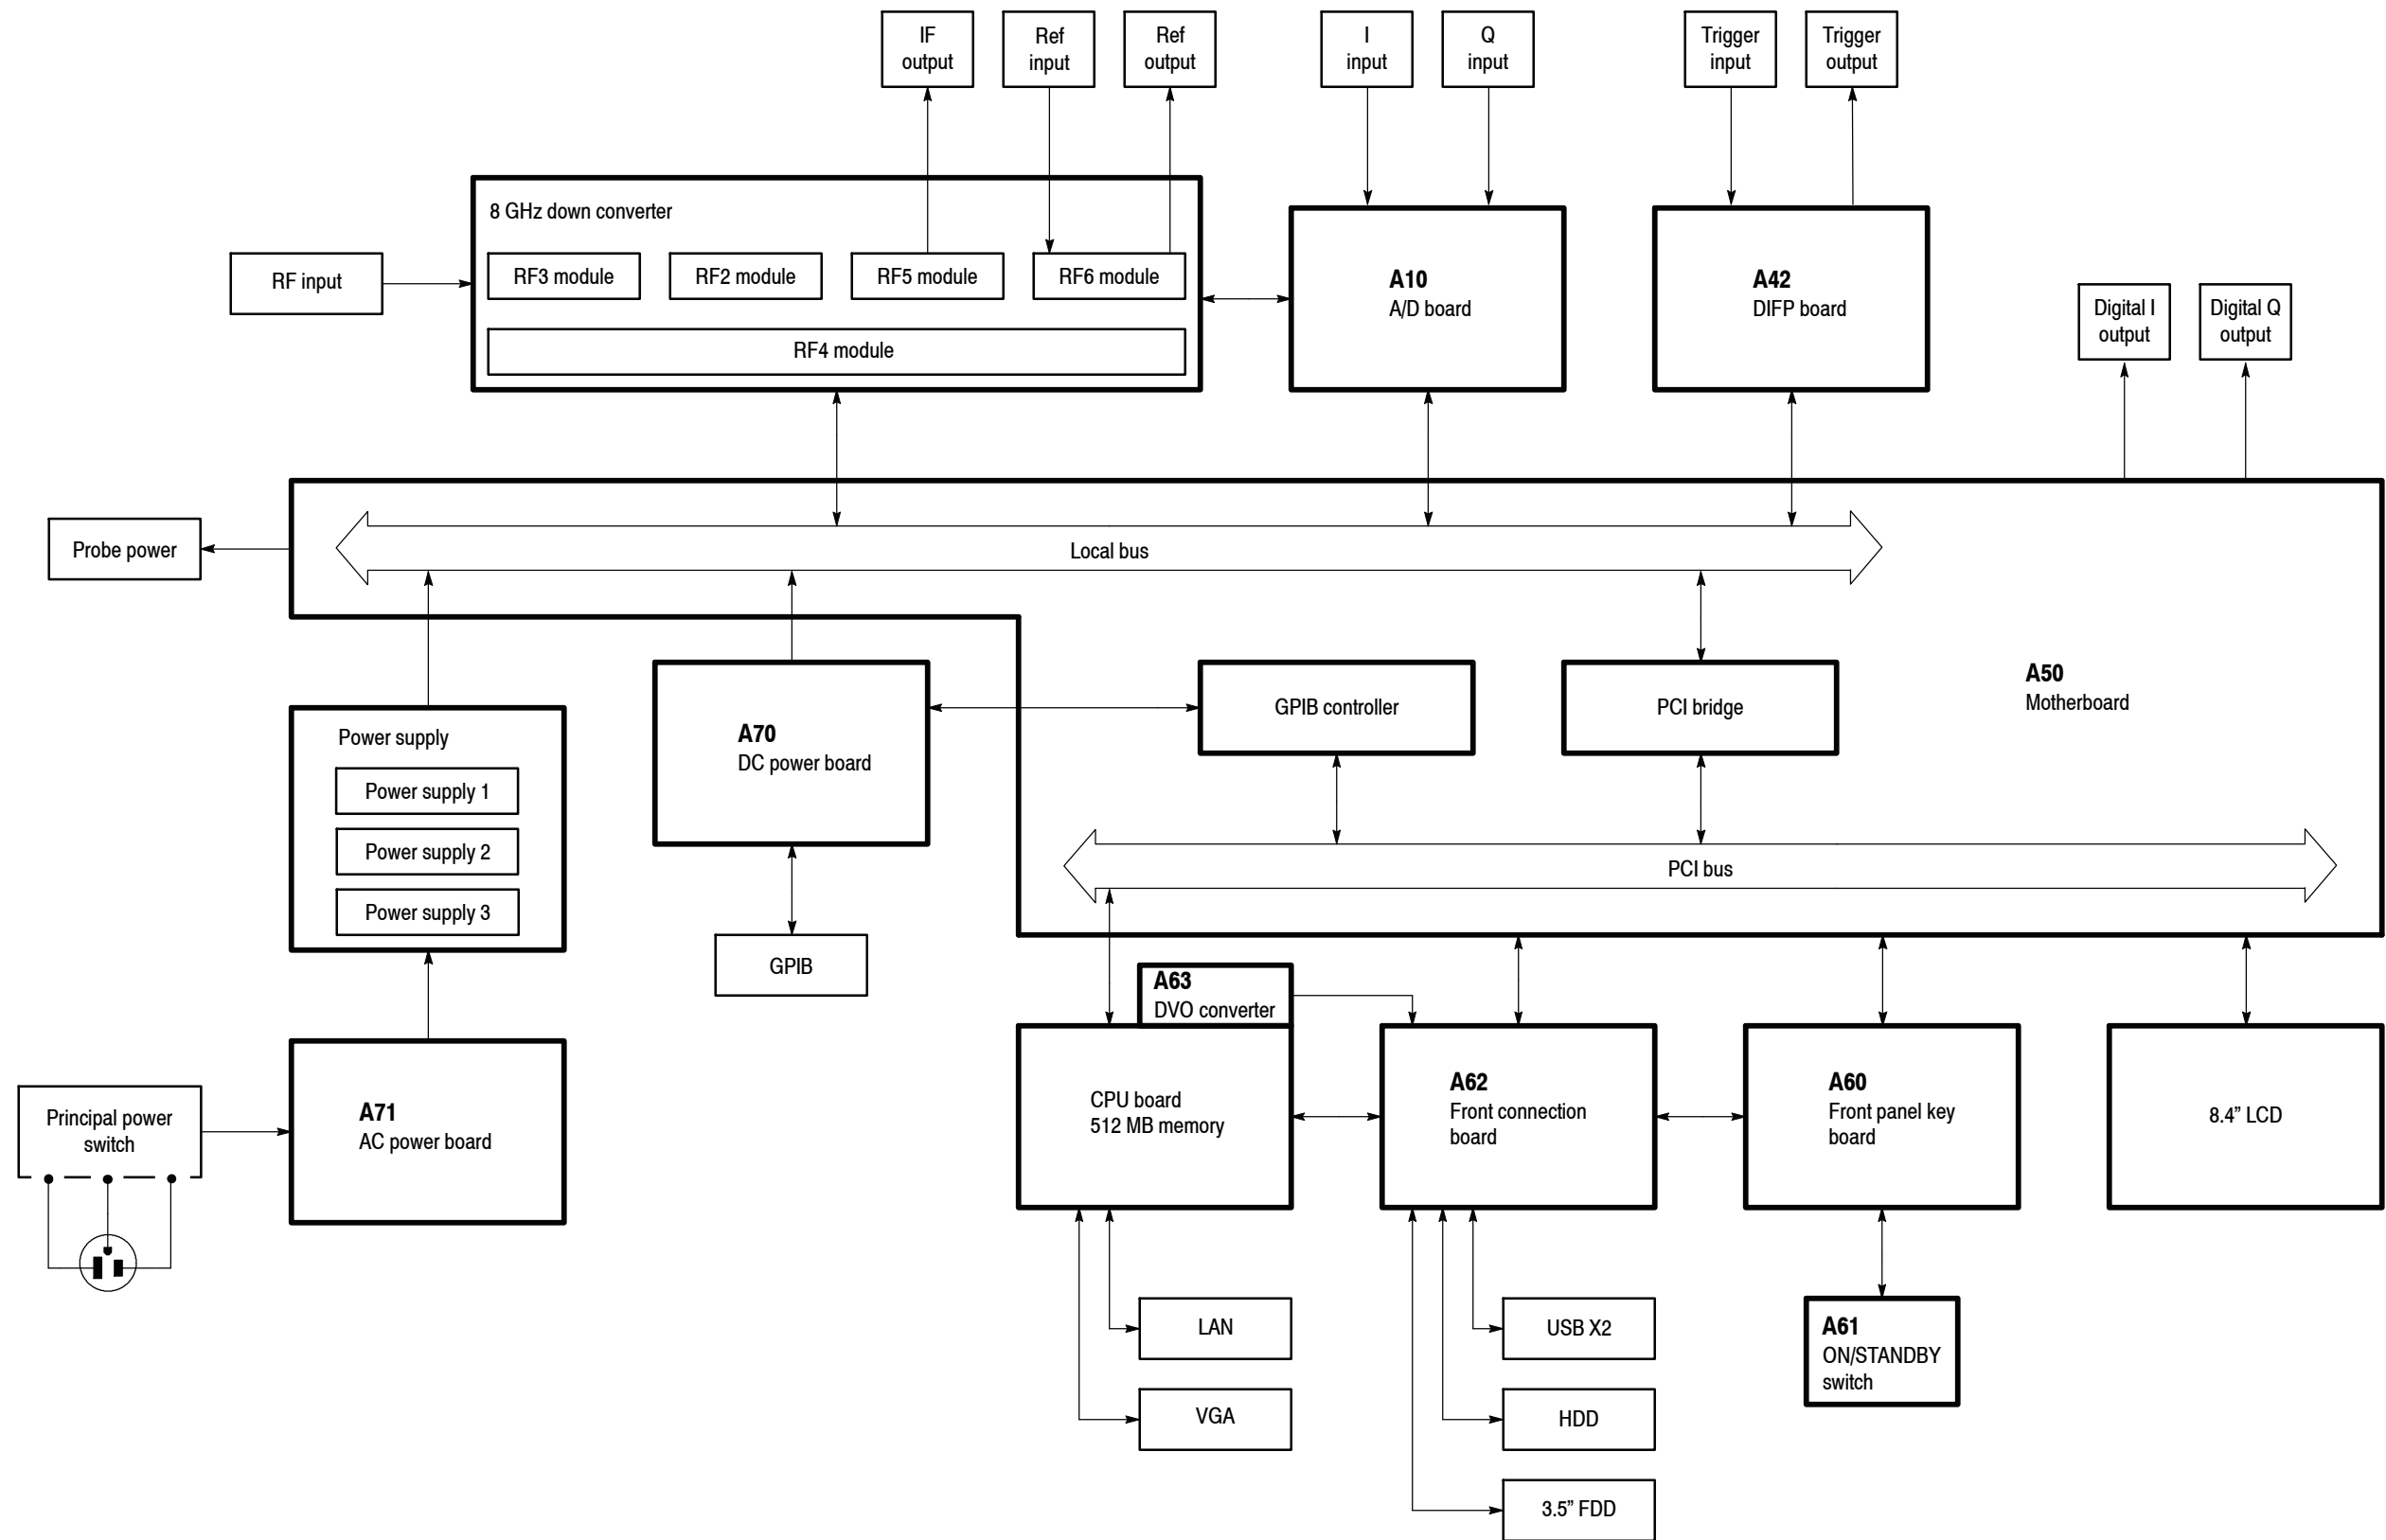 IF
output
Ref
input
Ref
output
I
input
Q
input
Trigger
input
Trigger
output
8 GHz down converter
RF input
RF3 module
RF2 module
RF5 module
RF6 module
RF4 module
A10
A/D board
A42
DIFP board
Digital I
output
Digital Q
output
Probe power
Local bus
A50
Motherboard
Power supply
Power supply 1
Power supply 2
Power supply 3
A70
DC power board
GPIB controller
PCI bridge
PCI bus
GPIB
A63
DVO converter
Principal power
switch
A71
AC power board
CPU board
512 MB memory
A62
Front connection
board
A60
Front panel key
board
8.4” LCD
LAN
VGA
USB X2
HDD
3.5” FDD
A61
ON/STANDBY
switch